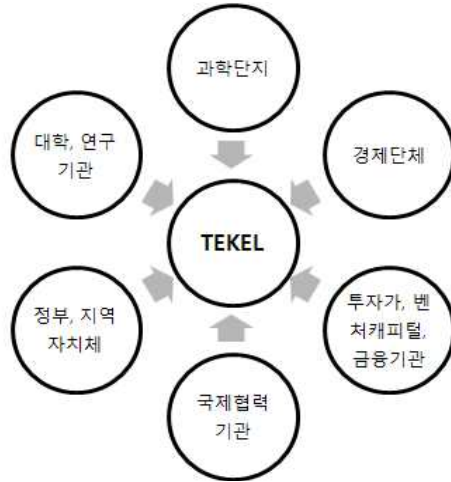 과학단지
대학, 연구
기관
경제단체
TEKEL
정부, 지역
자치체
투자가, 벤
처캐피털,
금융기관
국제협력
기관